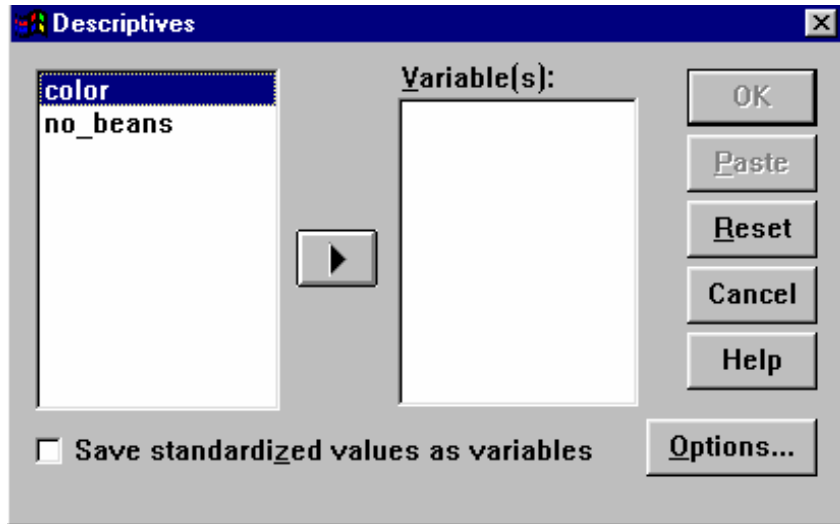 Descriptives
color
no_beans
Variable(s):
OK
Paste
Reset
Cancel
Help
Save standardized values as variables
Options...